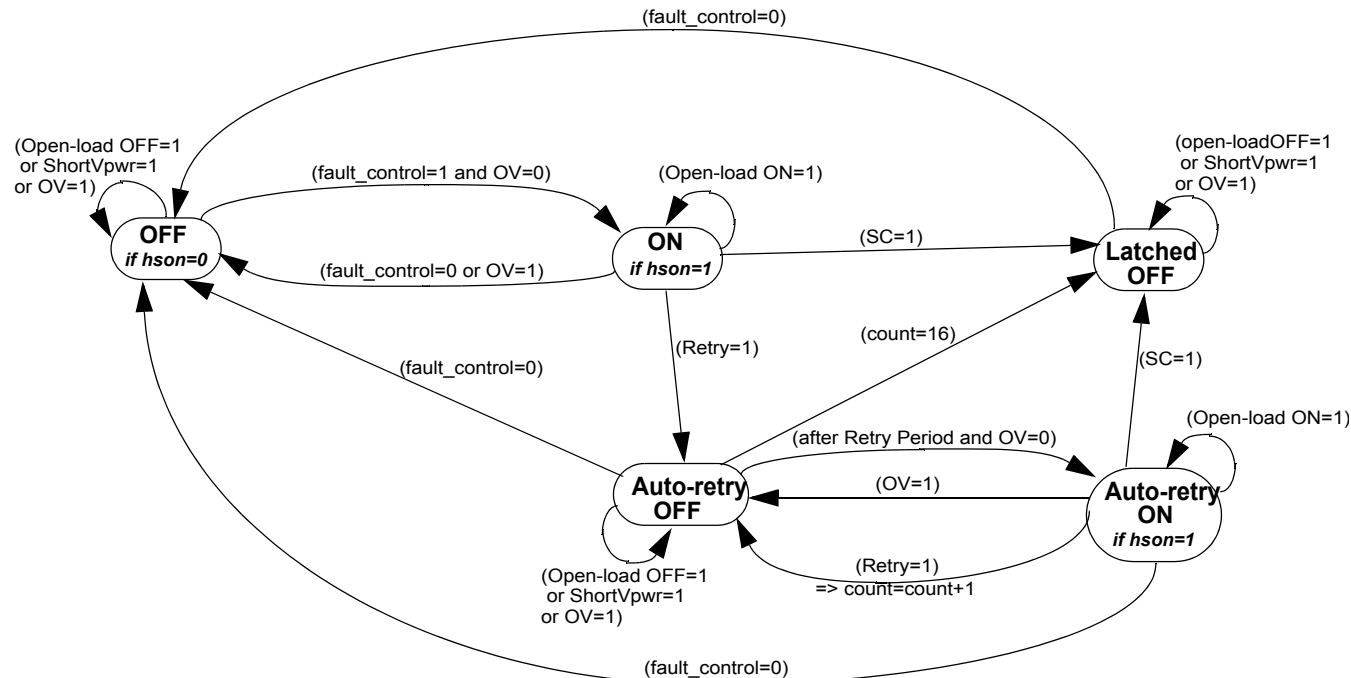 (fault_control=0)
(Open-load OFF=1
or ShortVpwr=1
or OV=1)
(fault_control=1 and OV=0)
(Open-load ON=1)
(open-loadOFF=1
or ShortVpwr=1
or OV=1)
OFF
if hson=0
ON
if hson=1
(SC=1)
Latched
OFF
(fault_control=0 or OV=1)
(count=16)
(Retry=1)
(SC=1)
(fault_control=0)
(Open-load ON=1)
(after Retry Period and OV=0)
Auto-retry
OFF
(OV=1)
Auto-retry
ON
if hson=1
(Open-load OFF=1
or ShortVpwr=1
or OV=1)
(Retry=1)
=> count=count+1
(fault_control=0)